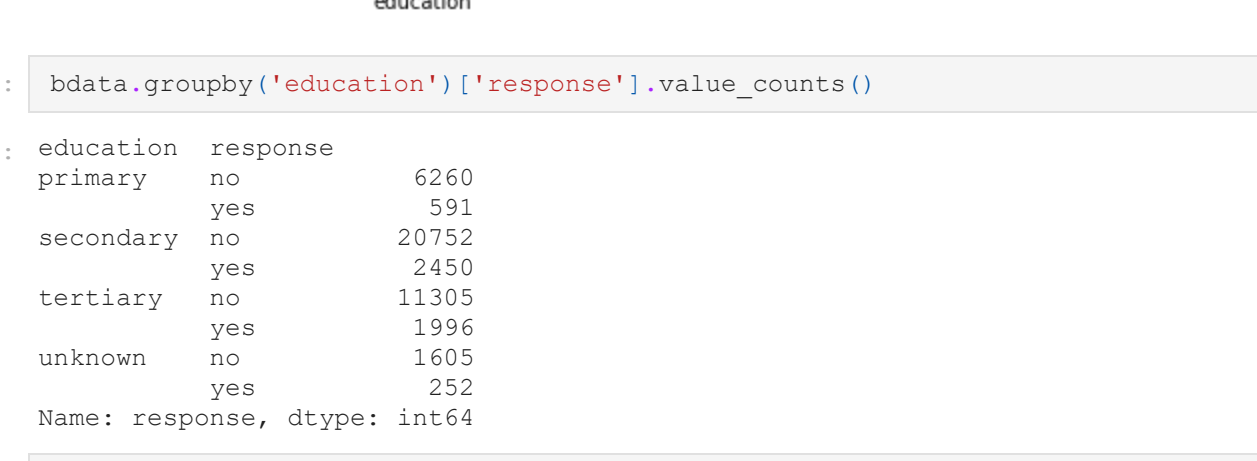 education
: bdata.groupby('education')['response'].value_counts()
: education  response
primary    no           6260
           yes           591
secondary  no          20752
           yes          2450
tertiary   no          11305
           yes          1996
unknown    no           1605
           yes           252
Name: response, dtype: int64